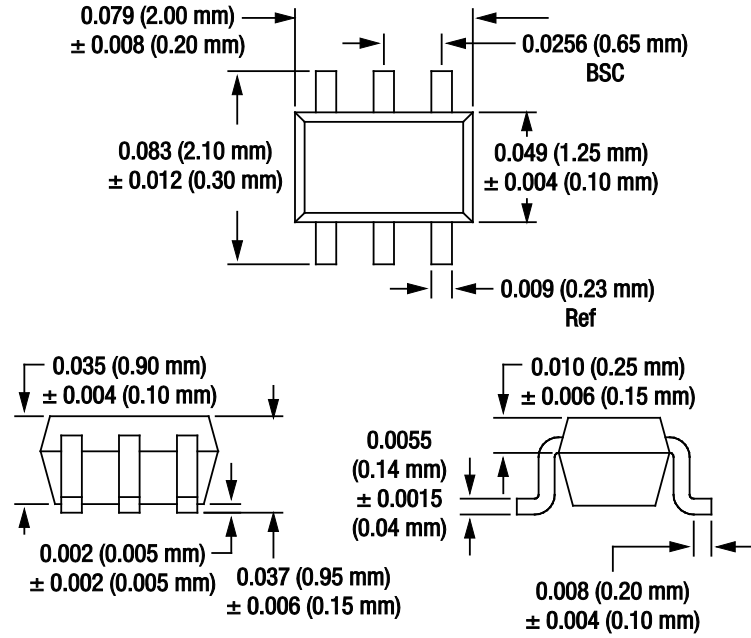 0.079 (2.00 mm)
± 0.008 (0.20 mm)
0.0256 (0.65 mm)
BSC
0.083 (2.10 mm)
± 0.012 (0.30 mm)
0.049 (1.25 mm)
± 0.004 (0.10 mm)
0.009 (0.23 mm)
Ref
0.035 (0.90 mm)
± 0.004 (0.10 mm)
0.002 (0.005 mm)
± 0.002 (0.005 mm)
0.037 (0.95 mm)
± 0.006 (0.15 mm)
0.010 (0.25 mm)
± 0.006 (0.15 mm)
0.0055
(0.14 mm)
± 0.0015
(0.04 mm)
0.008 (0.20 mm)
± 0.004 (0.10 mm)